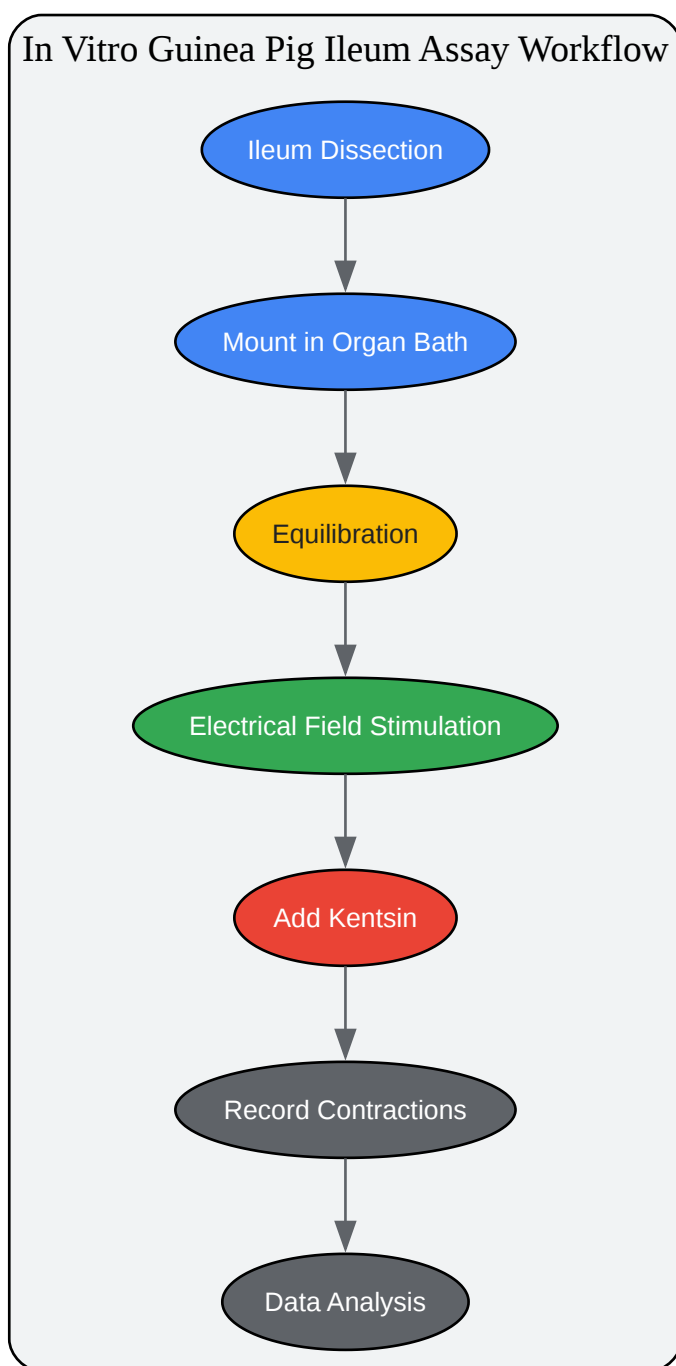 In Vitro Guinea Pig Ileum Assay Workflow
Ileum Dissection
Mount in Organ Bath
Equilibration
Electrical Field Stimulation
Add Kentsin
Record Contractions
Data Analysis